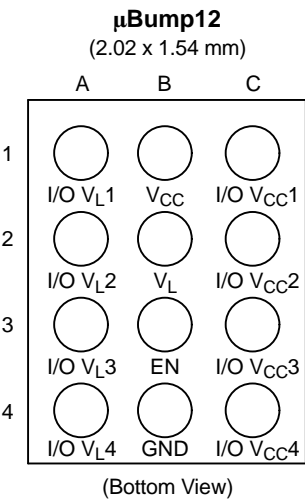 μBump12
(2.02 x 1.54 mm)
A B C
1
I/O VL1 VCC I/O VCC1
2
I/O VL2 VL I/O VCC2
3
I/O VL3 EN I/O VCC3
4
I/O VL4 GND I/O VCC4
(Bottom View)